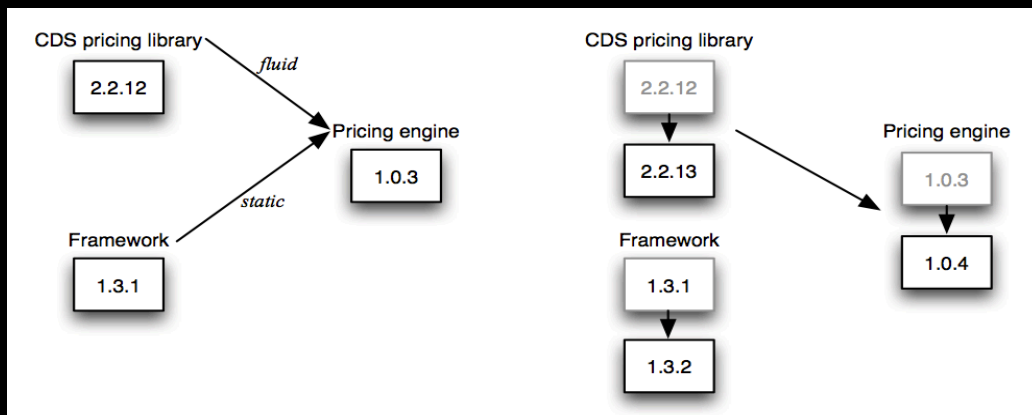 CDS pricing library
2.2.12
fluid
Pricing engine
1.0.3
static
Framework
1.3.1
CDS pricing library
2.2.12
2.2.13
Pricing engine
1.0.3
1.0.4
Framework
1.3.1
1.3.2